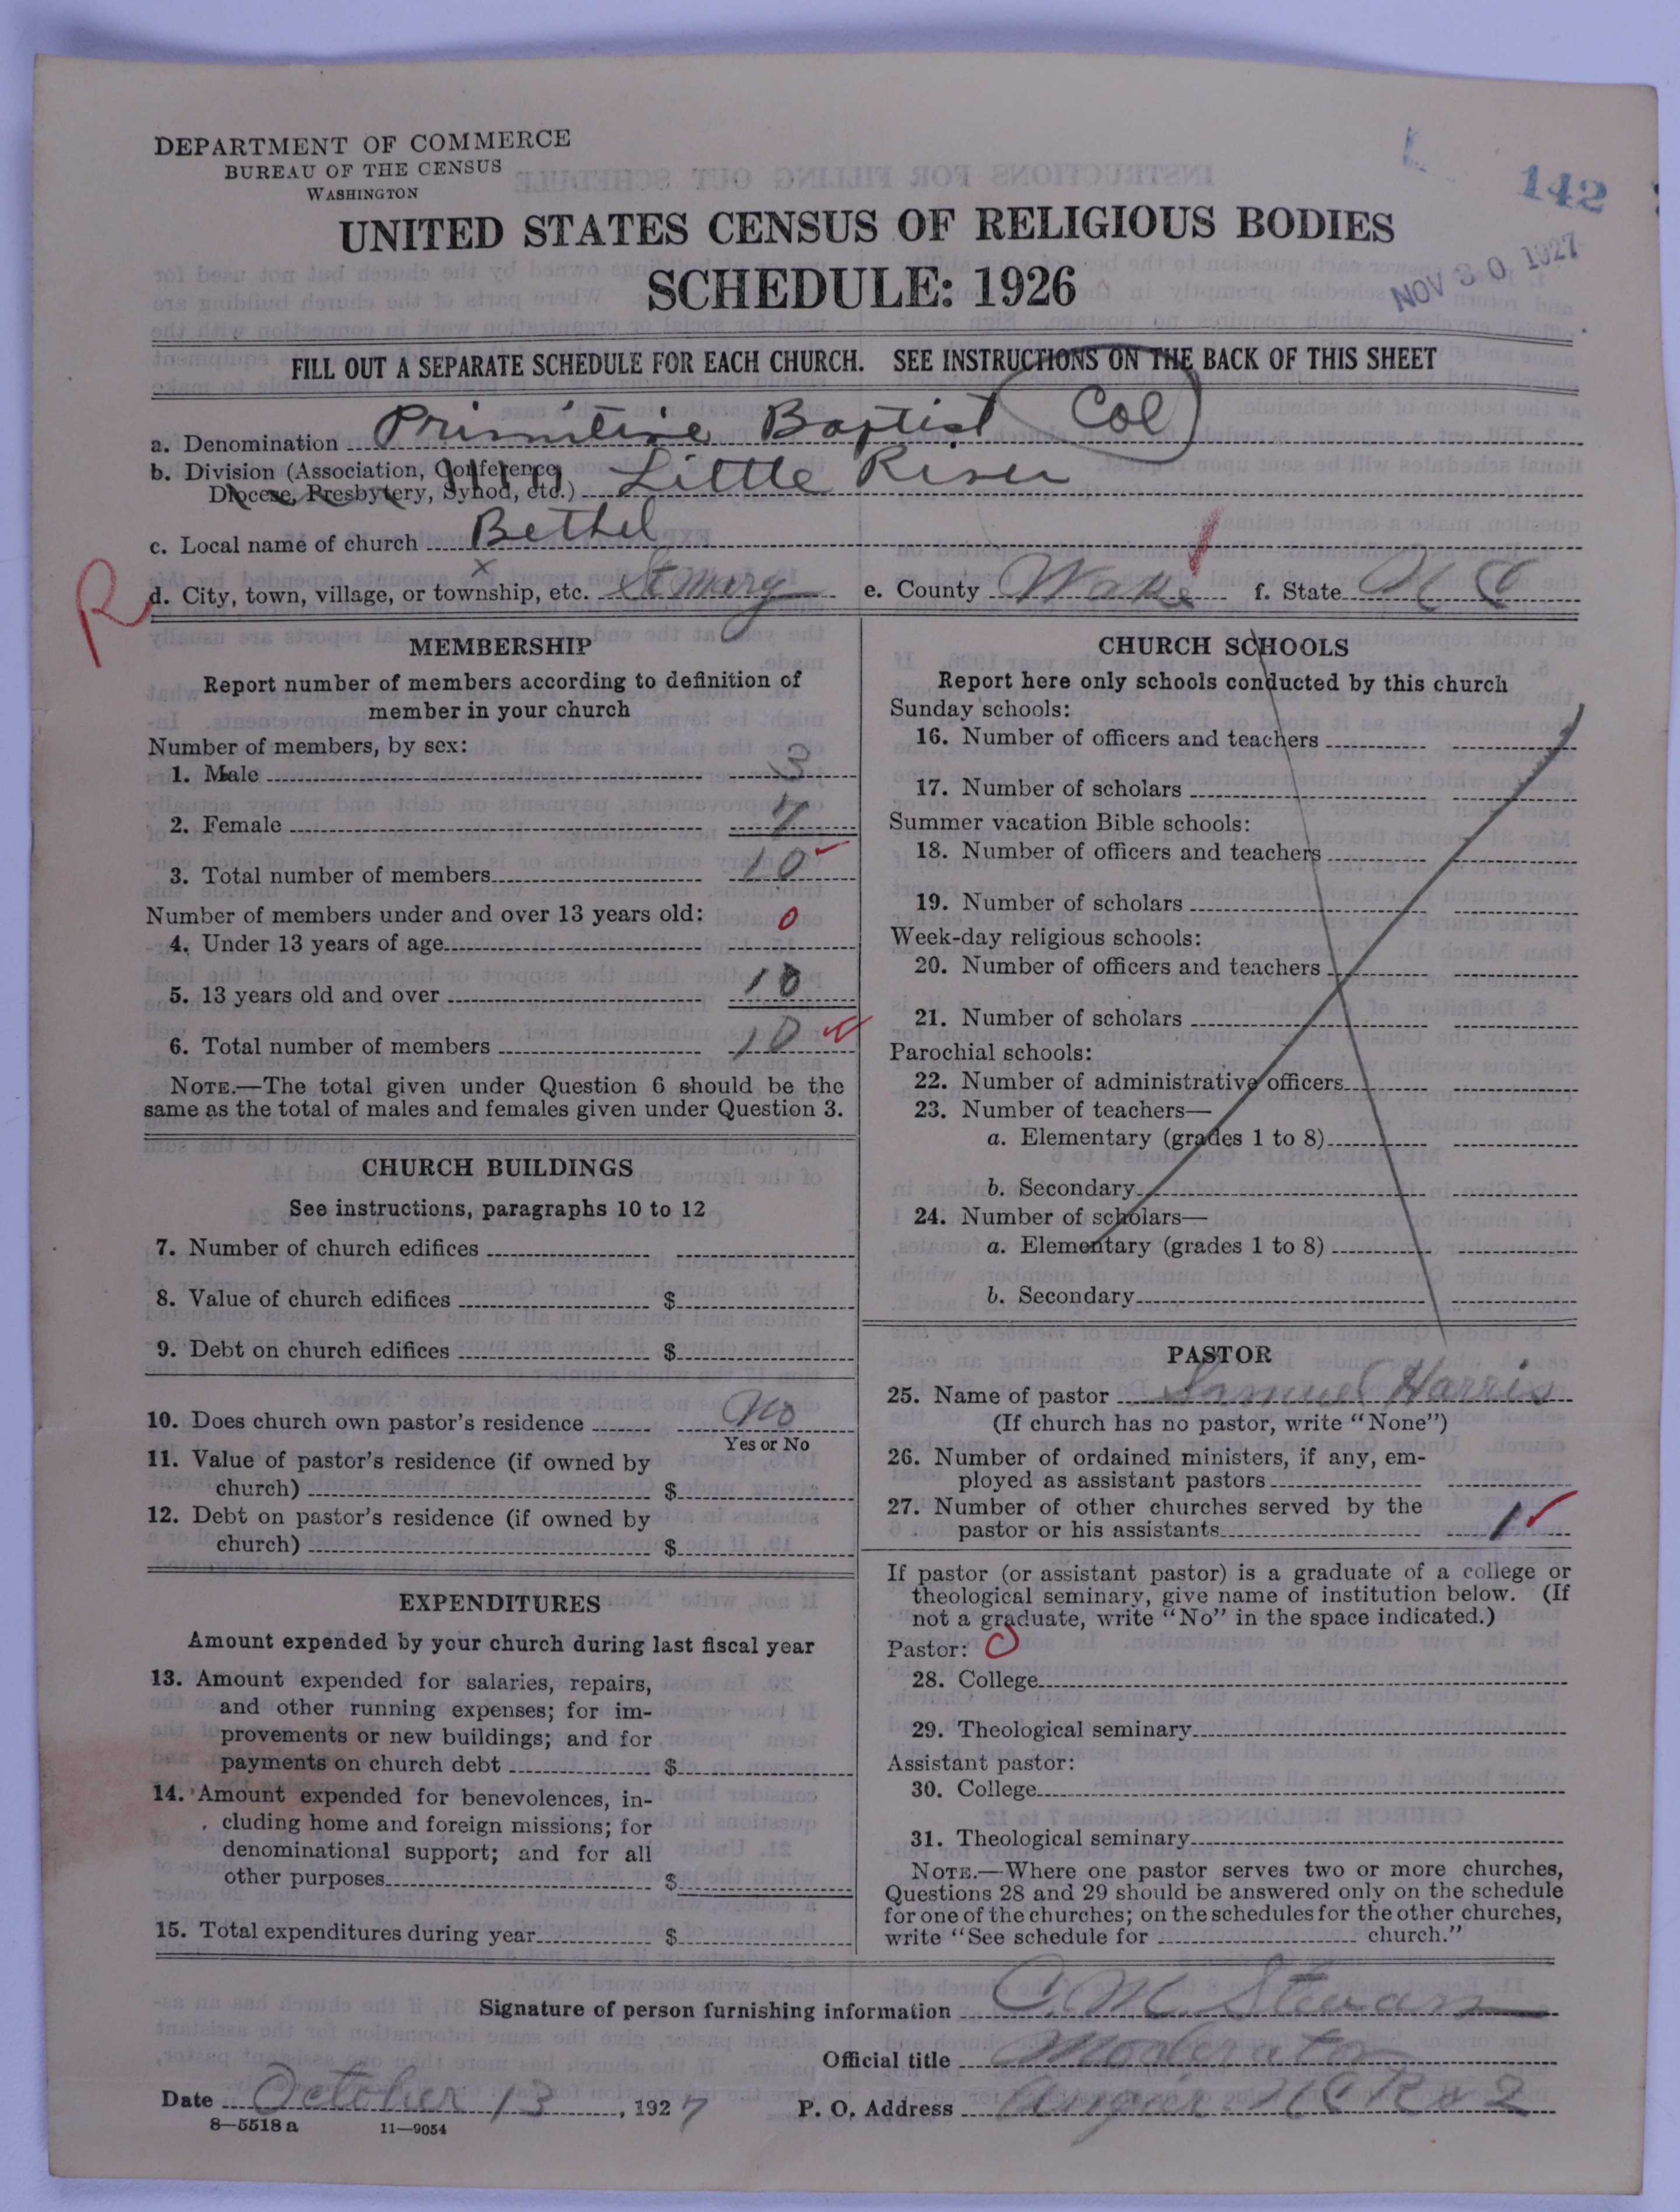 DEPARTMENT OF COMMERCE
BUREAU OF THE CENSUS
WASHINGTON
142
UNITED STATES CENSUS OF RELIGIOUS BODIES
SCHEDULE: 1926
NOV 30 1927
FILL OUT A SEPARATE SCHEDULE FOR EACH CHURCH. SEE INSTRUCTIONS ON THE BACK OF THIS SHEET
a. Denomination Primitive Baptist (Col)
b. Division (Association, Conference,
Diocese, Presbytery, Synod, etc.) Little River
c. Local name of church Bethel
R
d. City, town, village, or township, etc. St Mary e. County Wake f. State N C
MEMBERSHIP
Report number of members according to definition of
member in your church
Number of members, by sex:
1. Male 3
2. Female 7
3. Total number of members 10
Number of members under and over 13 years old:
4. Under 13 years of age 0
5. 13 years old and over 10
6. Total number of members 10
NOTE.—The total given under Question 6 should be the
same as the total of males and females given under Question 3.
CHURCH BUILDINGS
See instructions, paragraphs 10 to 12
7. Number of church edifices
8. Value of church edifices $
9. Debt on church edifices $
10. Does church own pastor's residence No
Yes or No
11. Value of pastor's residence (if owned by
church) $
12. Debt on pastor's residence (if owned by
church) $
EXPENDITURES
Amount expended by your church during last fiscal year
13. Amount expended for salaries, repairs,
and other running expenses; for im-
provements or new buildings; and for
payments on church debt $
14. Amount expended for benevolences, in-
cluding home and foreign missions; for
denominational support; and for all
other purposes $
15. Total expenditures during year $
CHURCH SCHOOLS
Report here only schools conducted by this church
Sunday schools:
16. Number of officers and teachers
17. Number of scholars
Summer vacation Bible schools:
18. Number of officers and teachers
19. Number of scholars
Week-day religious schools:
20. Number of officers and teachers
21. Number of scholars
Parochial schools:
22. Number of administrative officers
23. Number of teachers—
a. Elementary (grades 1 to 8)
b. Secondary
24. Number of scholars—
a. Elementary (grades 1 to 8)
b. Secondary
PASTOR
25. Name of pastor Samuel Harris
(If church has no pastor, write "None")
26. Number of ordained ministers, if any, em-
ployed as assistant pastors
27. Number of other churches served by the
pastor or his assistants 1
If pastor (or assistant pastor) is a graduate of a college or
theological seminary, give name of institution below. (If
not a graduate, write "No" in the space indicated.)
Pastor: 0
28. College
29. Theological seminary
Assistant pastor:
30. College
31. Theological seminary
NOTE.—Where one pastor serves two or more churches,
Questions 28 and 29 should be answered only on the schedule
for one of the churches; on the schedules for the other churches,
write "See schedule for church."
Signature of person furnishing information
Official title Moderator
Date October 13, 1927 P. O. Address N C R 2
8—5518 a 11—9054